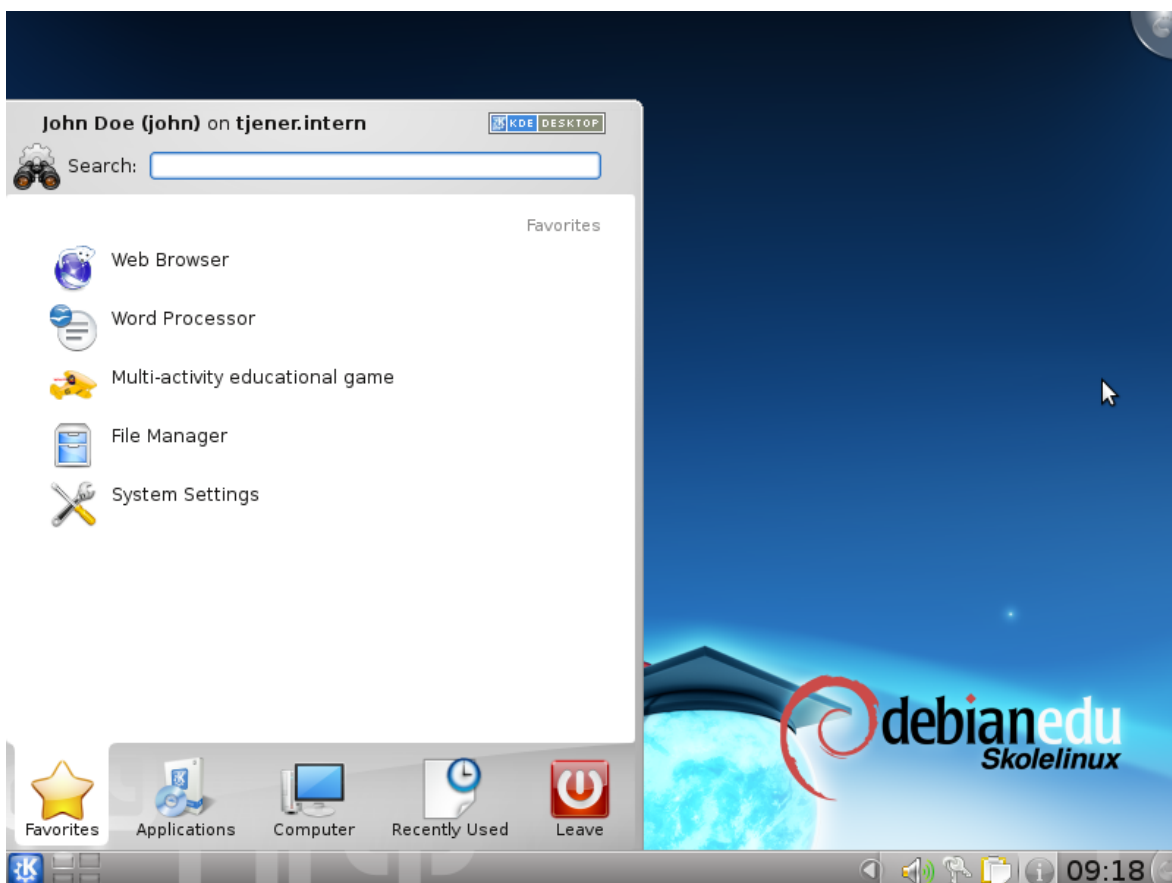 John Doe (john) on tjener.intern
KDE DESKTOP
Search:
Favorites
Web Browser
Word Processor
Multi-activity educational game
File Manager
System Settings
debianedu
Skolelinux
Favorites
Applications
Computer
Recently Used
Leave
09:18